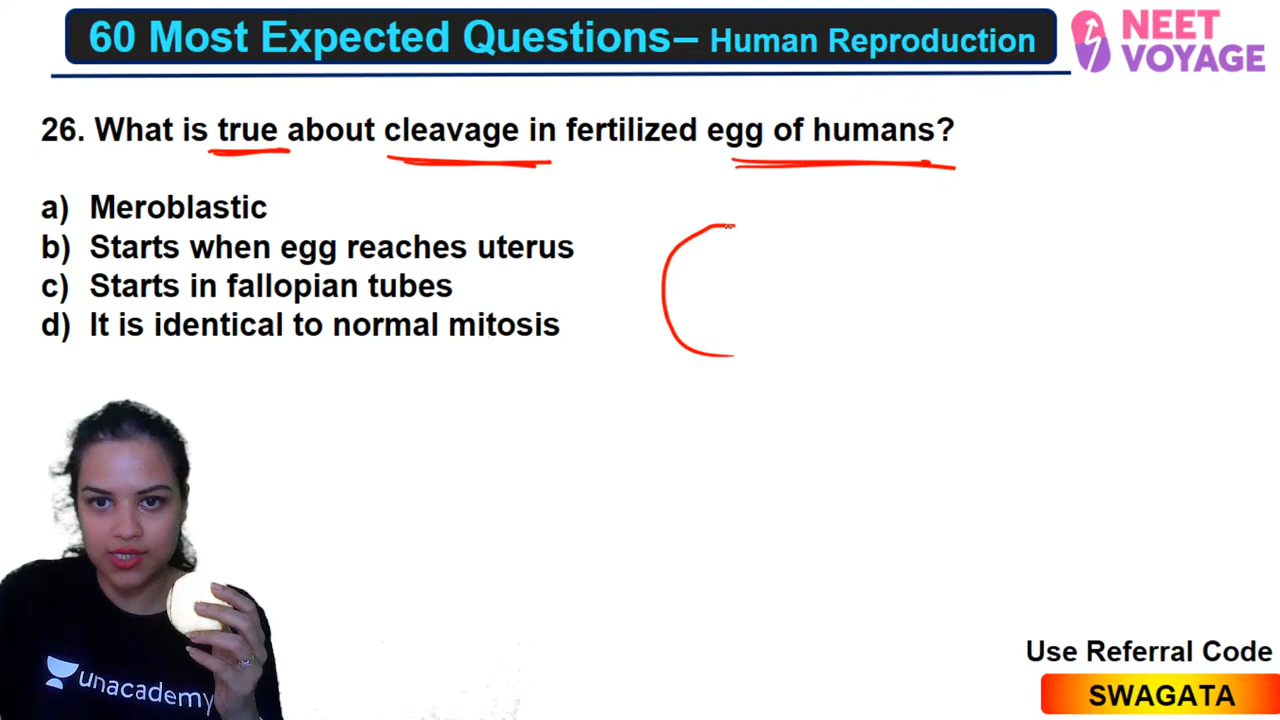 60 Most Expected Questions– Human Reproduction
NEET
VOYAGE
26. What is true about cleavage in fertilized egg of humans?
a) Meroblastic
b) Starts when egg reaches uterus
c) Starts in fallopian tubes
d) It is identical to normal mitosis
unacademy
Use Referral Code
SWAGATA